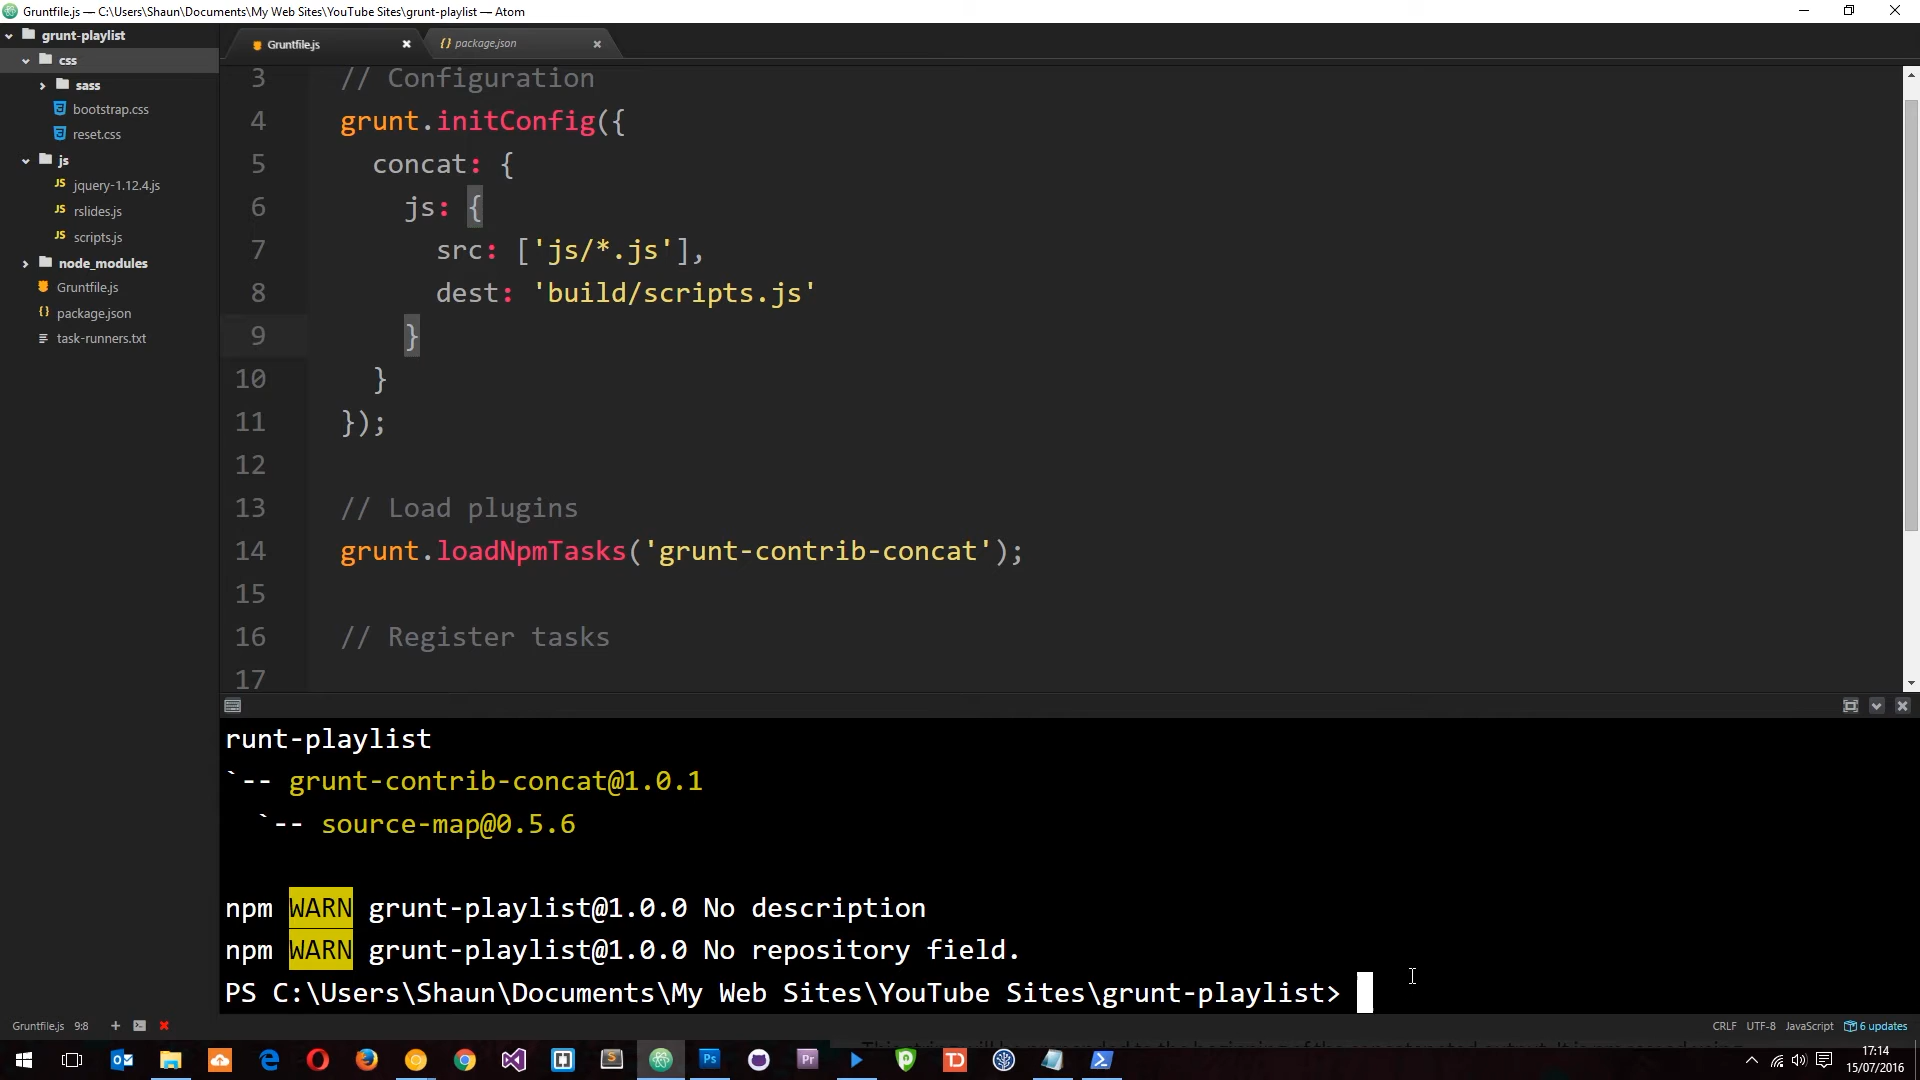 Gruntfile.js — C:\Users\Shaun\Documents\My Web Sites\YouTube Sites\grunt-playlist — Atom
grunt-playlist
css
sass
bootstrap.css
reset.css
js
JS jquery-1.12.4.js
JS rslides.js
JS scripts.js
node_modules
Gruntfile.js
{} package.json
task-runners.txt
Gruntfile.js
{} package.json
3 // Configuration
4 grunt.initConfig({
5 concat: {
6 js: {
7 src: ['js/*.js'],
8 dest: 'build/scripts.js'
9 }
10 }
11 });
12
13 // Load plugins
14 grunt.loadNpmTasks('grunt-contrib-concat');
15
16 // Register tasks
17
runt-playlist
`-- grunt-contrib-concat@1.0.1
`-- source-map@0.5.6
npm WARN grunt-playlist@1.0.0 No description
npm WARN grunt-playlist@1.0.0 No repository field.
PS C:\Users\Shaun\Documents\My Web Sites\YouTube Sites\grunt-playlist>
Gruntfile.js 9:8
CRLF UTF-8 JavaScript 6 updates
Ps Pr TD
17:14
15/07/2016